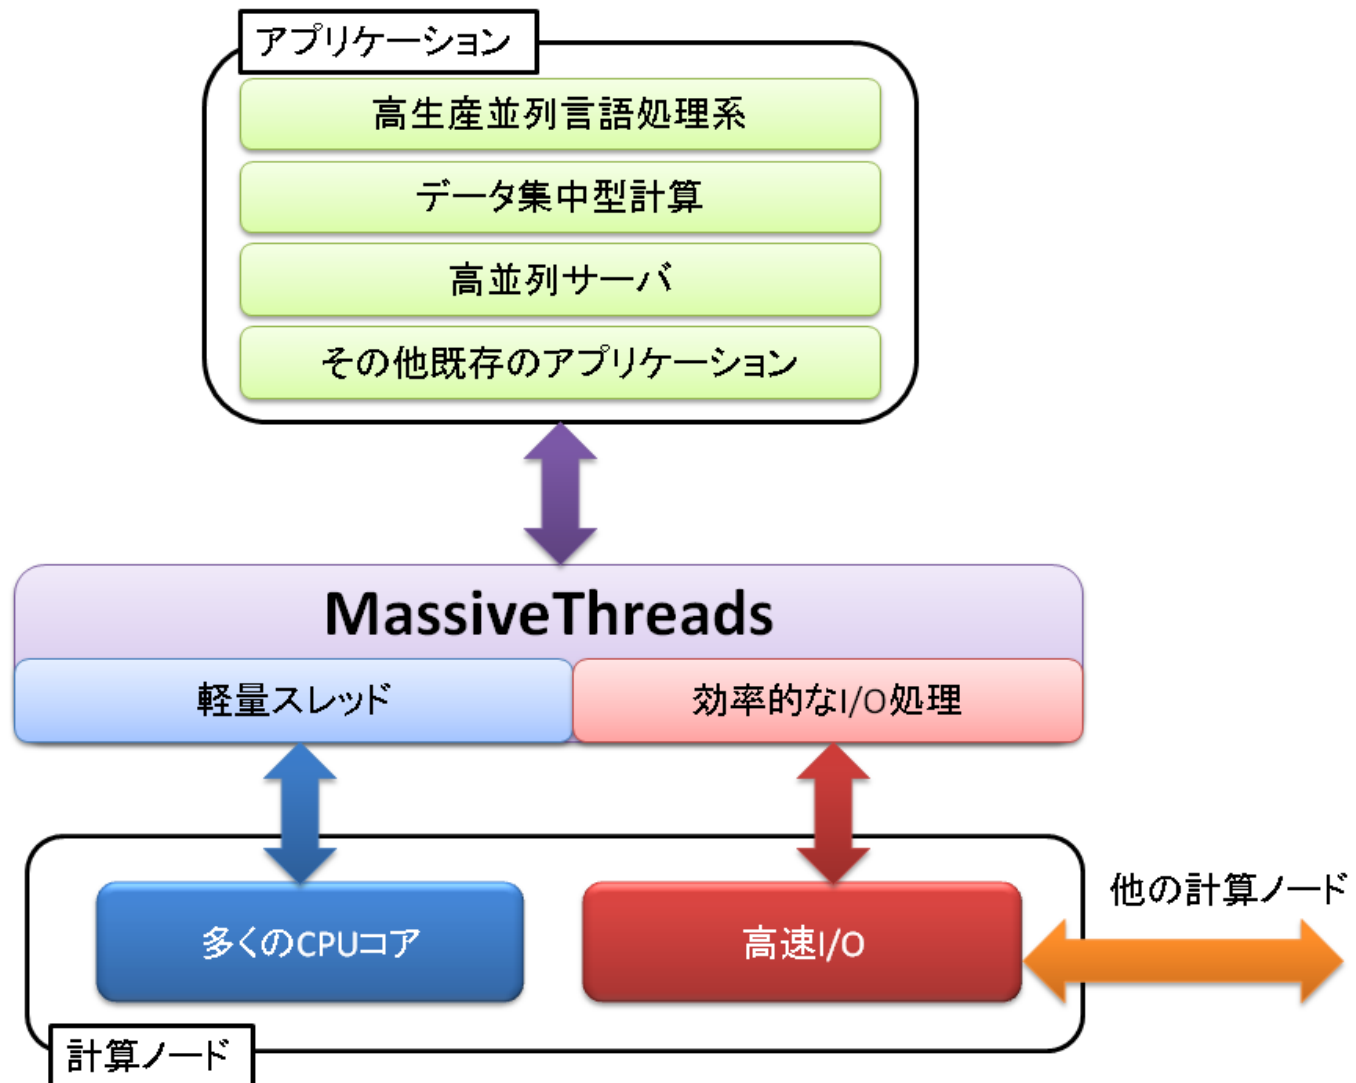 アプリケーション
高生産並列言語処理系
データ集中型計算
高並列サーバ
その他既存のアプリケーション
MassiveThreads
軽量スレッド
効率的なI/O処理
多くのCPUコア
高速I/O
他の計算ノード
計算ノード